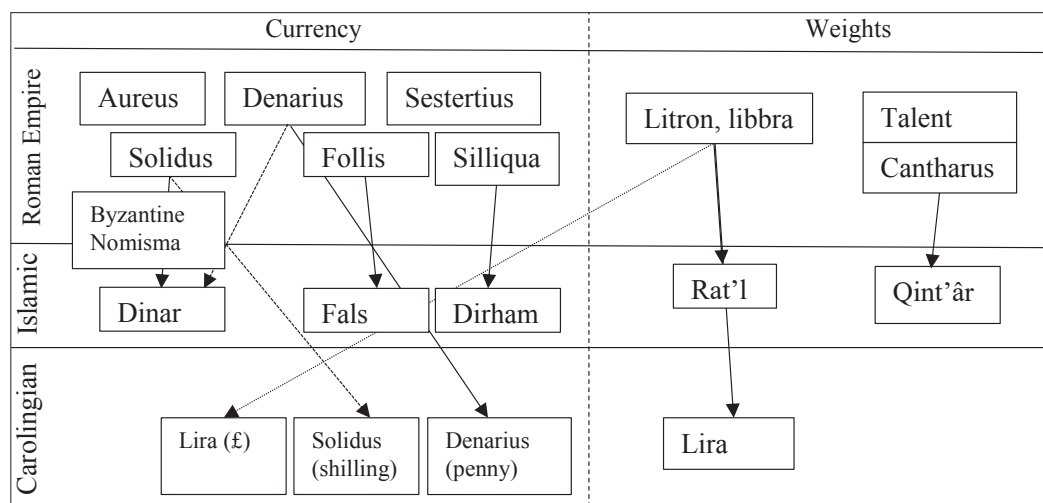 Currency
Weights
Roman Empire
Aureus
Denarius
Sestertius
Litron, libbra
Talent
Solidus
Follis
Silliqua
Cantharus
Byzantine
Nomisma
Islamic
Dinar
Fals
Dirham
Rat’l
Qint’âr
Carolingian
Lira (£)
Solidus
(shilling)
Denarius
(penny)
Lira